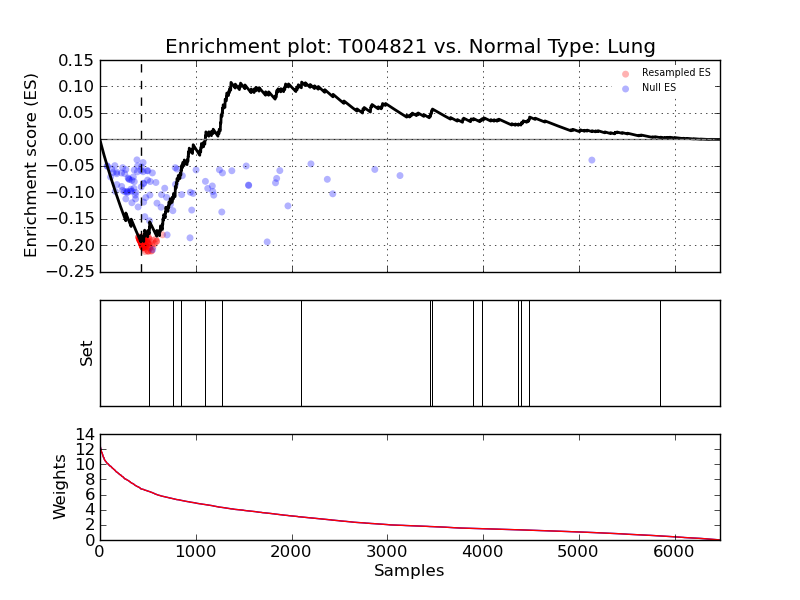 Enrichment plot: T004821 vs. Normal Type: Lung
Enrichment score (ES)
0.15
0.10
0.05
0.00
−0.05
−0.10
−0.15
−0.20
−0.25
Resampled ES
Null ES
Set
Weights
14
12
10
8
6
4
2
0
0 1000 2000 3000 4000 5000 6000
Samples